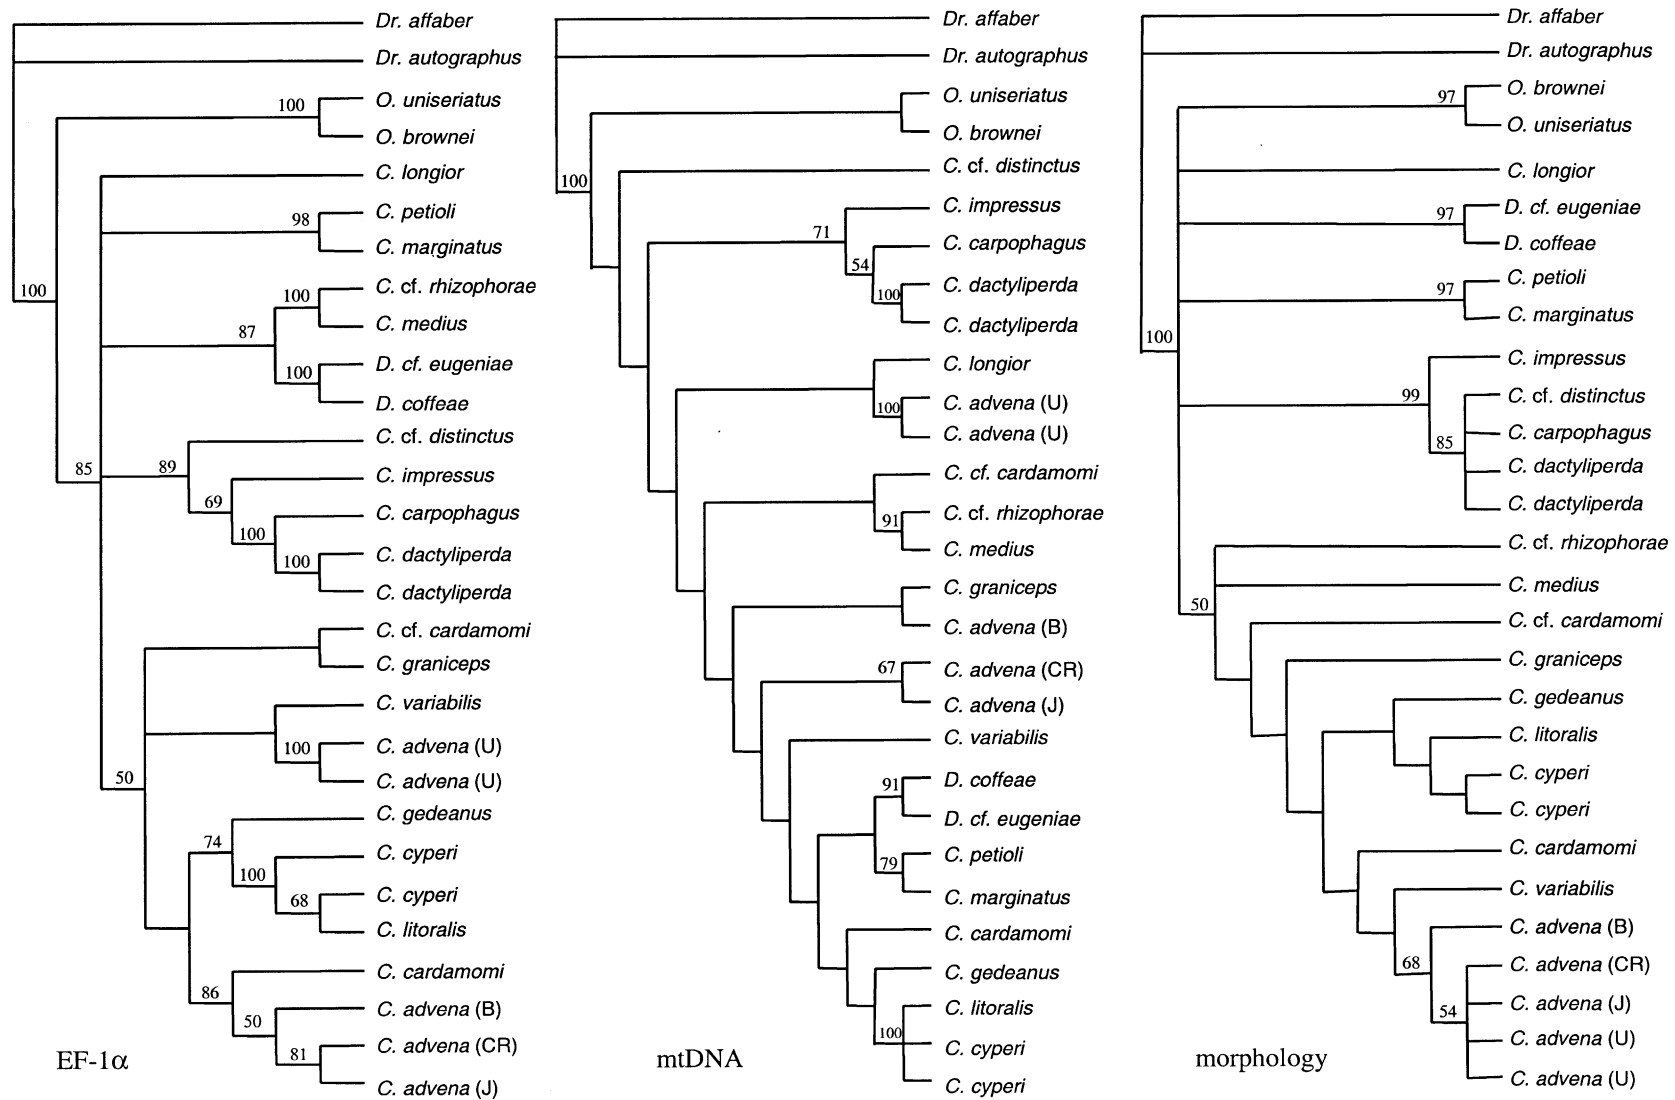 Dr. affaber
Dr. autographus
100
O. uniseriatus
O. brownei
C. longior
98
C. petioli
C. marginatus
100
C. cf. rhizophorae
C. medius
87
100
D. cf. eugeniae
D. coffeae
100
85
89
C. cf. distinctus
69
C. impressus
100
C. carpophagus
100
C. dactyliperda
C. dactyliperda
C. cf. cardamomi
C. graniceps
C. variabilis
100
C. advena (U)
C. advena (U)
50
C. gedeanus
74
C. cyperi
100
68
C. cyperi
C. litoralis
C. cardamomi
86
C. advena (B)
50
81
C. advena (CR)
C. advena (J)
EF-1α
Dr. affaber
Dr. autographus
O. uniseriatus
O. brownei
100
C. cf. distinctus
71
C. impressus
54
C. carpophagus
100
C. dactyliperda
C. dactyliperda
C. longior
100
C. advena (U)
C. advena (U)
C. cf. cardamomi
91
C. cf. rhizophorae
C. medius
C. graniceps
C. advena (B)
67
C. advena (CR)
C. advena (J)
C. variabilis
91
D. coffeae
D. cf. eugeniae
79
C. petioli
C. marginatus
C. cardamomi
C. gedeanus
C. litoralis
100
C. cyperi
C. cyperi
mtDNA
Dr. affaber
Dr. autographus
97
O. brownei
O. uniseriatus
C. longior
97
D. cf. eugeniae
D. coffeae
97
C. petioli
C. marginatus
100
C. impressus
99
C. cf. distinctus
85
C. carpophagus
C. dactyliperda
C. dactyliperda
C. cf. rhizophorae
50
C. medius
C. cf. cardamomi
C. graniceps
C. gedeanus
C. litoralis
C. cyperi
C. cyperi
C. cardamomi
C. variabilis
68
C. advena (B)
54
C. advena (CR)
C. advena (J)
C. advena (U)
C. advena (U)
morphology